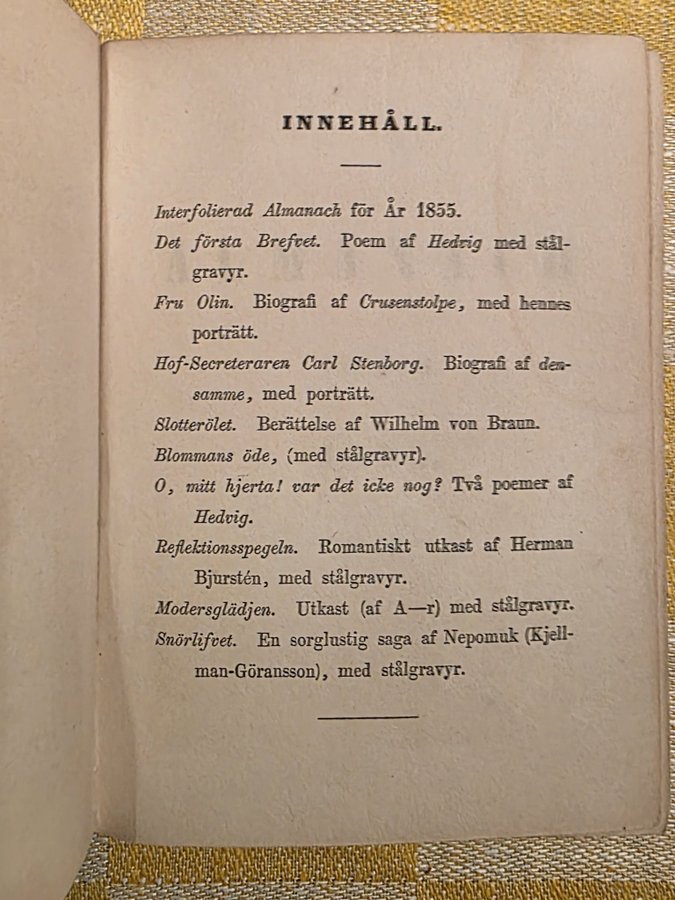 INNEHÅLL.
Interfolierad Almanach för År 1855.
Det första Brefvet. Poem af Hedvig med stål-
gravyr.
Fru Olin. Biografi af Crusenstolpe, med hennes
porträtt.
Hof-Secreteraren Carl Stenborg. Biografi af den-
samme, med porträtt.
Slotterölet. Berättelse af Wilhelm von Braun.
Blommans öde, (med stålgravyr).
O, mitt hjerta! var det icke nog? Två poemer af
Hedvig.
Reflektionsspegeln. Romantiskt utkast af Herman
Bjurstén, med stålgravyr.
Modersglädjen. Utkast (af A—r) med stålgravyr.
Snörlifvet. En sorglustig saga af Nepomuk (Kjell-
man-Göransson), med stålgravyr.